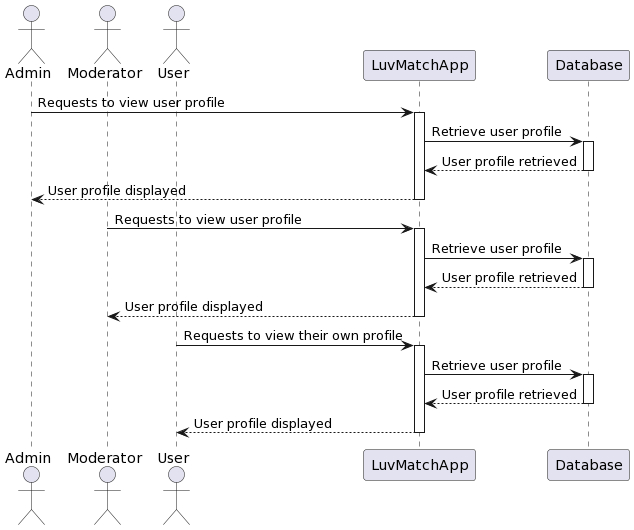 Admin
Moderator
User
LuvMatchApp
Database
Requests to view user profile
Retrieve user profile
User profile retrieved
User profile displayed
Requests to view user profile
Retrieve user profile
User profile retrieved
User profile displayed
Requests to view their own profile
Retrieve user profile
User profile retrieved
User profile displayed
Admin
Moderator
User
LuvMatchApp
Database